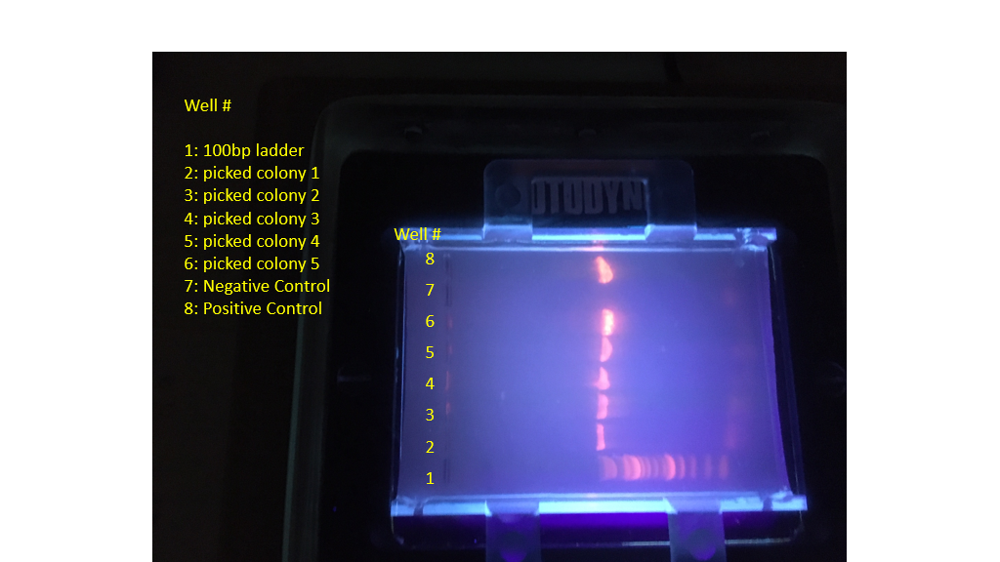 Well #
1: 100bp ladder
2: picked colony 1
3: picked colony 2
4: picked colony 3
5: picked colony 4
6: picked colony 5
7: Negative Control
8: Positive Control
OTODYN
Well #
8
7
6
5
4
3
2
1